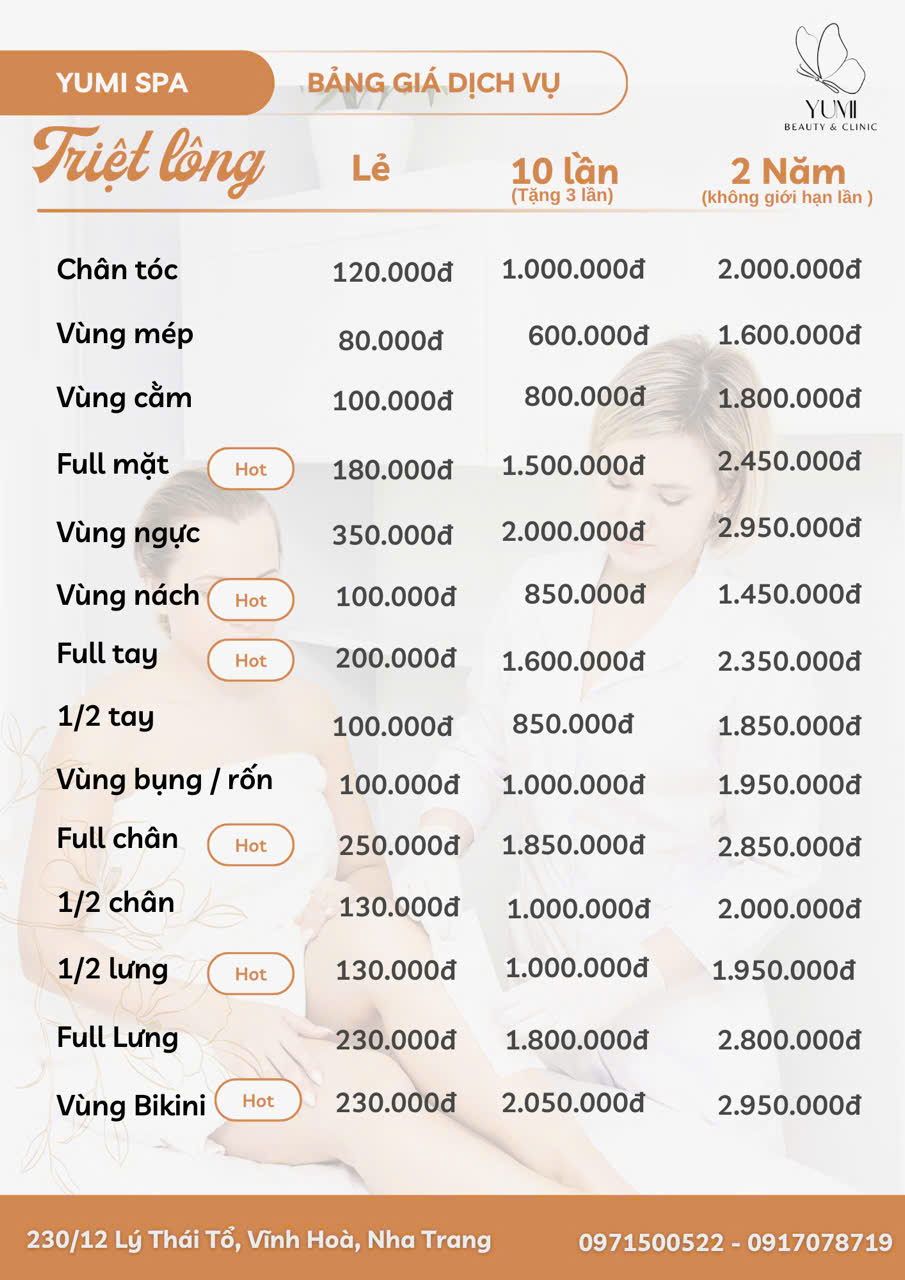 YUMI SPA
BẢNG GIÁ DỊCH VỤ
YUMI
BEAUTY & CLINIC
Triệt lông Lẻ 10 lần 2 Năm
(Tặng 3 lần) (không giới hạn lần )
Chân tóc 120.000đ 1.000.000đ 2.000.000đ
Vùng mép 80.000đ 600.000đ 1.600.000đ
Vùng cằm 100.000đ 800.000đ 1.800.000đ
Full mặt Hot 180.000đ 1.500.000đ 2.450.000đ
Vùng ngực 350.000đ 2.000.000đ 2.950.000đ
Vùng nách Hot 100.000đ 850.000đ 1.450.000đ
Full tay Hot 200.000đ 1.600.000đ 2.350.000đ
1/2 tay 100.000đ 850.000đ 1.850.000đ
Vùng bụng / rốn 100.000đ 1.000.000đ 1.950.000đ
Full chân Hot 250.000đ 1.850.000đ 2.850.000đ
1/2 chân 130.000đ 1.000.000đ 2.000.000đ
1/2 lưng Hot 130.000đ 1.000.000đ 1.950.000đ
Full Lưng 230.000đ 1.800.000đ 2.800.000đ
Vùng Bikini Hot 230.000đ 2.050.000đ 2.950.000đ
230/12 Lý Thái Tổ, Vĩnh Hoà, Nha Trang 0971500522 - 0917078719